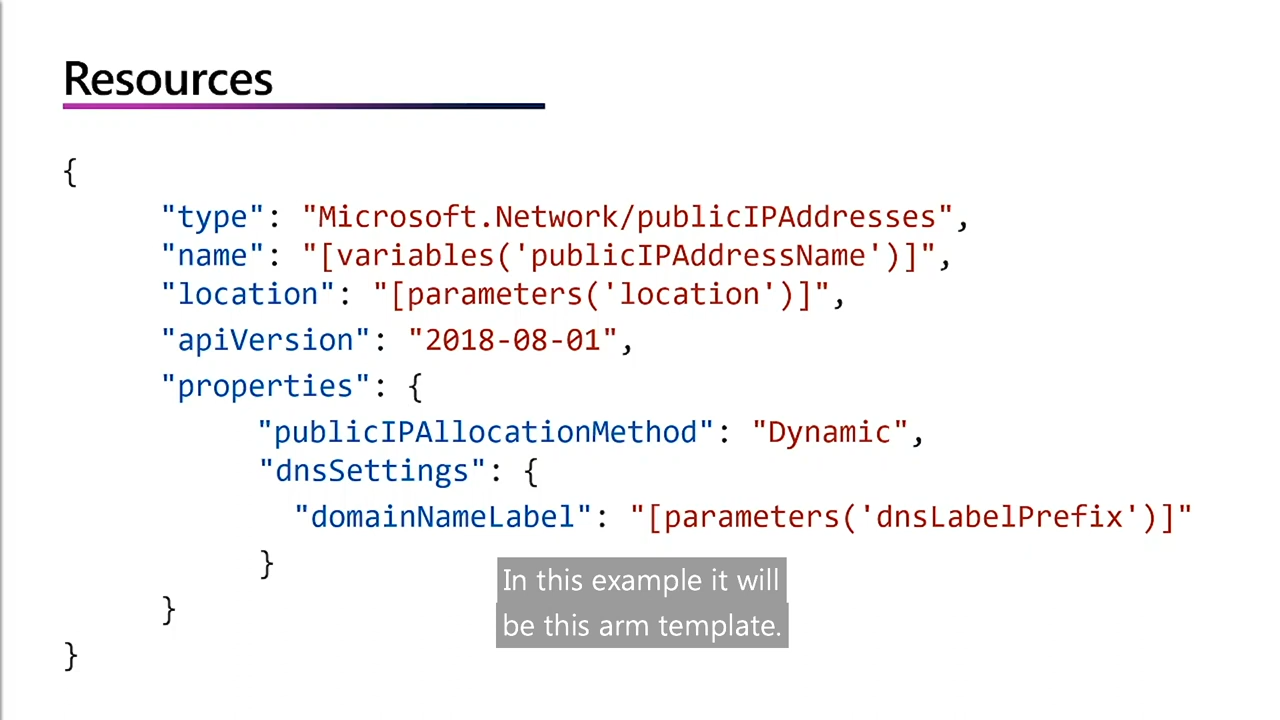 Resources
{
"type": "Microsoft.Network/publicIPAddresses",
"name": "[variables('publicIPAddressName')]",
"location": "[parameters('location')]",
"apiVersion": "2018-08-01",
"properties": {
"publicIPAllocationMethod": "Dynamic",
"dnsSettings": {
"domainNameLabel": "[parameters('dnsLabelPrefix')]"
}
}
}
In this example it will
be this arm template.